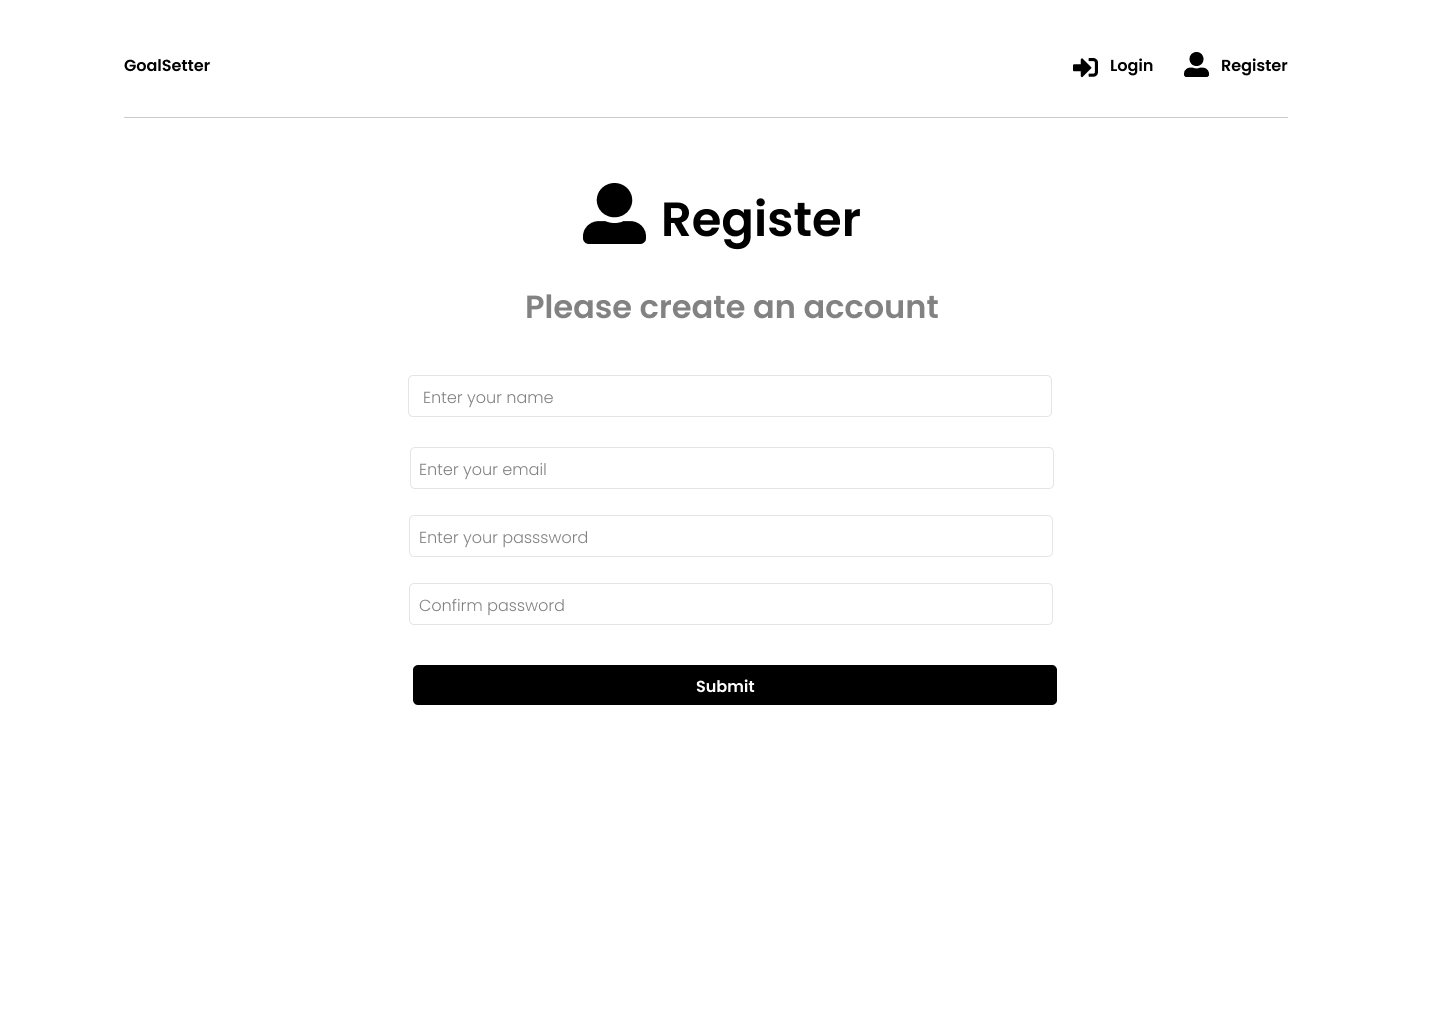 GoalSetter Login Register
Register
Please create an account
Enter your name
Enter your email
Enter your passsword
Confirm password
Submit